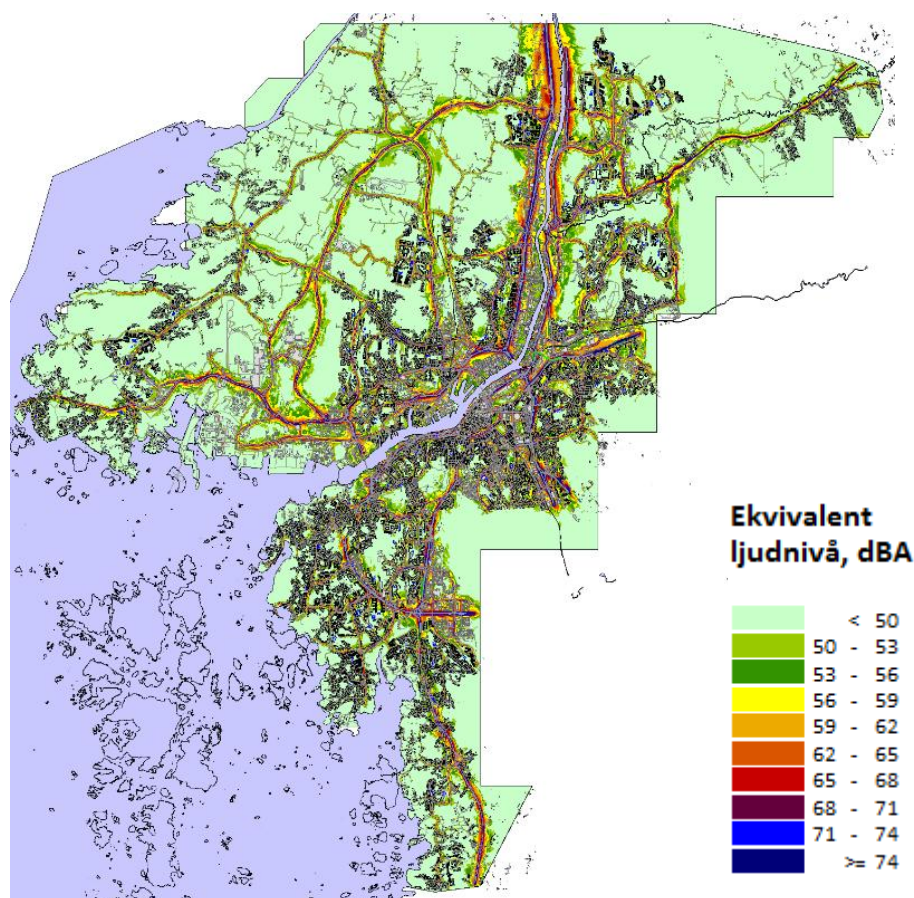 Ekvivalent
ljudnivå, dBA
< 50
50 - 53
53 - 56
56 - 59
59 - 62
62 - 65
65 - 68
68 - 71
71 - 74
>= 74